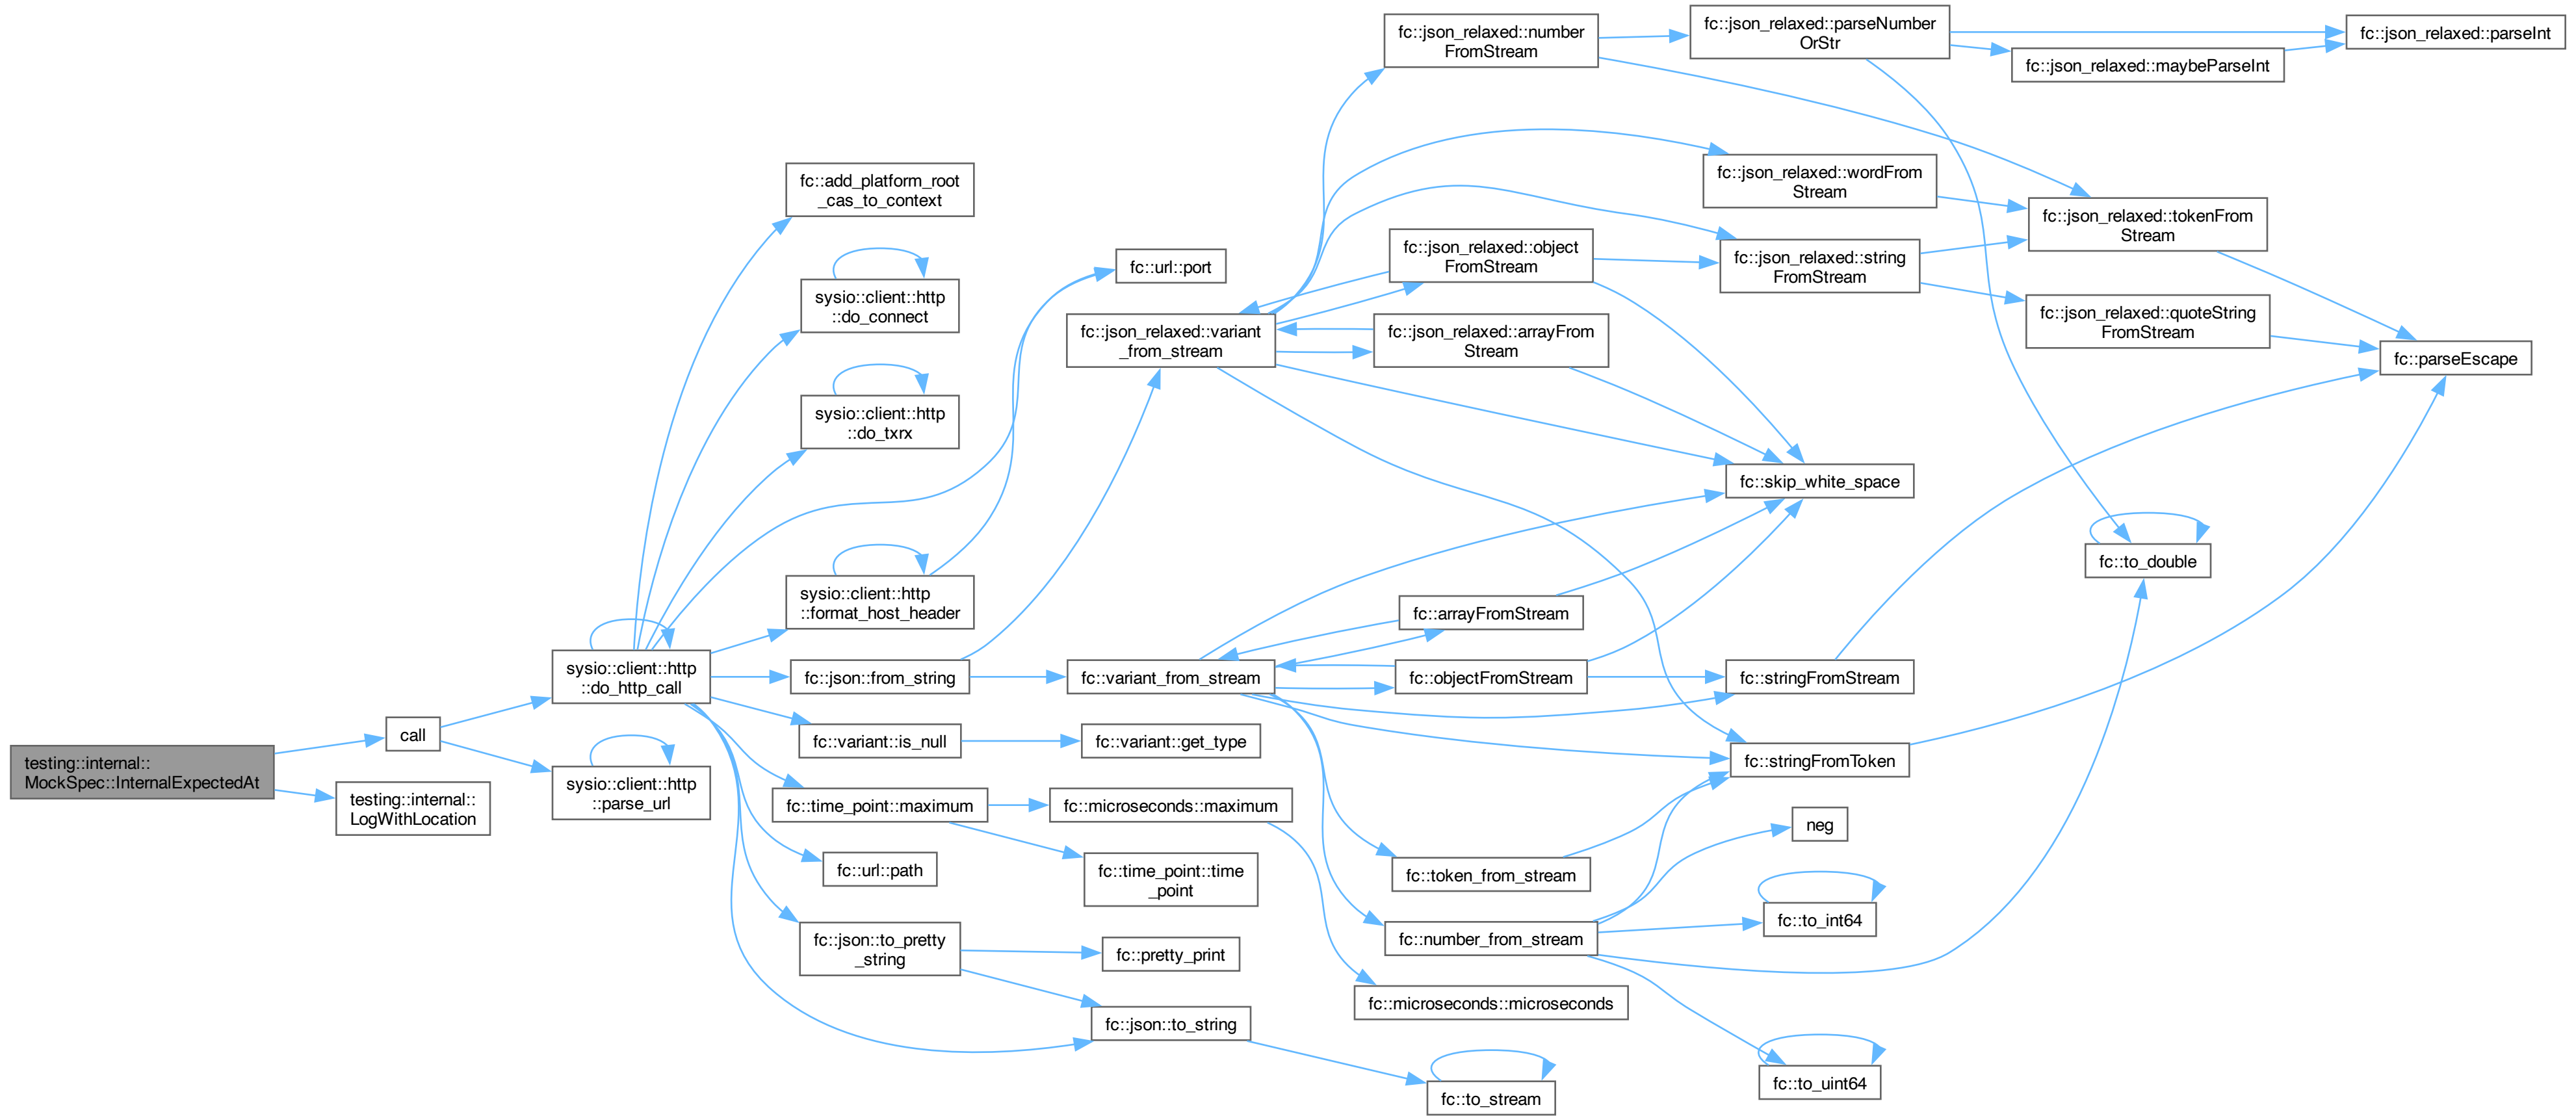 testing::internal::
MockSpec::InternalExpectedAt
call
testing::internal::
LogWithLocation
sysio::client::http
::do_http_call
sysio::client::http
::parse_url
fc::add_platform_root
_cas_to_context
sysio::client::http
::do_connect
sysio::client::http
::do_txrx
sysio::client::http
::format_host_header
fc::json::from_string
fc::variant::is_null
fc::time_point::maximum
fc::url::path
fc::json::to_pretty
_string
fc::url::port
fc::json_relaxed::variant
_from_stream
fc::variant_from_stream
fc::variant::get_type
fc::microseconds::maximum
fc::time_point::time
_point
fc::pretty_print
fc::json::to_string
fc::json_relaxed::number
FromStream
fc::json_relaxed::object
FromStream
fc::json_relaxed::arrayFrom
Stream
fc::arrayFromStream
fc::objectFromStream
fc::token_from_stream
fc::number_from_stream
fc::microseconds::microseconds
fc::to_stream
fc::json_relaxed::parseNumber
OrStr
fc::json_relaxed::wordFrom
Stream
fc::json_relaxed::string
FromStream
fc::skip_white_space
fc::stringFromStream
fc::stringFromToken
neg
fc::to_int64
fc::to_uint64
fc::json_relaxed::maybeParseInt
fc::json_relaxed::tokenFrom
Stream
fc::json_relaxed::quoteString
FromStream
fc::to_double
fc::json_relaxed::parseInt
fc::parseEscape